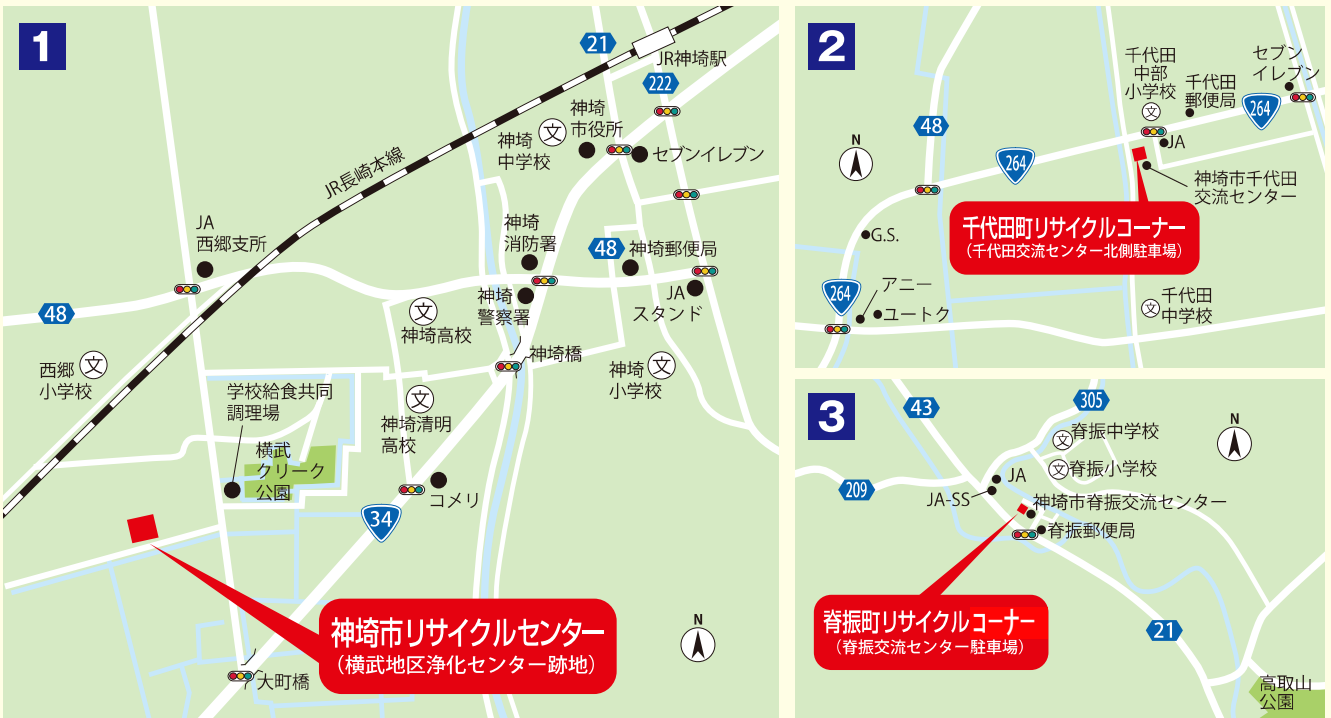 1
21
JR神埼駅
222
神埼
市役所
神埼
中学校
文
セブンイレブン
JR長崎本線
JA
西郷支所
神埼
消防署
48
神埼郵便局
48
神埼
警察署
JA
スタンド
文
神埼高校
神埼橋
西郷
小学校
文
神埼
小学校
文
学校給食共同
調理場
文
神埼清明
高校
横武
クリーク
公園
コメリ
34
神埼市リサイクルセンター
(横武地区浄化センター跡地)
N
大町橋
2
千代田
中部
小学校
文
セブン
イレブン
千代田
郵便局
264
48
N
264
JA
神埼市千代田
交流センター
千代田町リサイクルコーナー
(千代田交流センター北側駐車場)
G.S.
264
アニー
ユートク
文
千代田
中学校
3
43
305
N
文
脊振中学校
文
脊振小学校
209
JA
JA-SS
神埼市脊振交流センター
脊振郵便局
脊振町リサイクルコーナー
(脊振交流センター駐車場)
21
高取山
公園